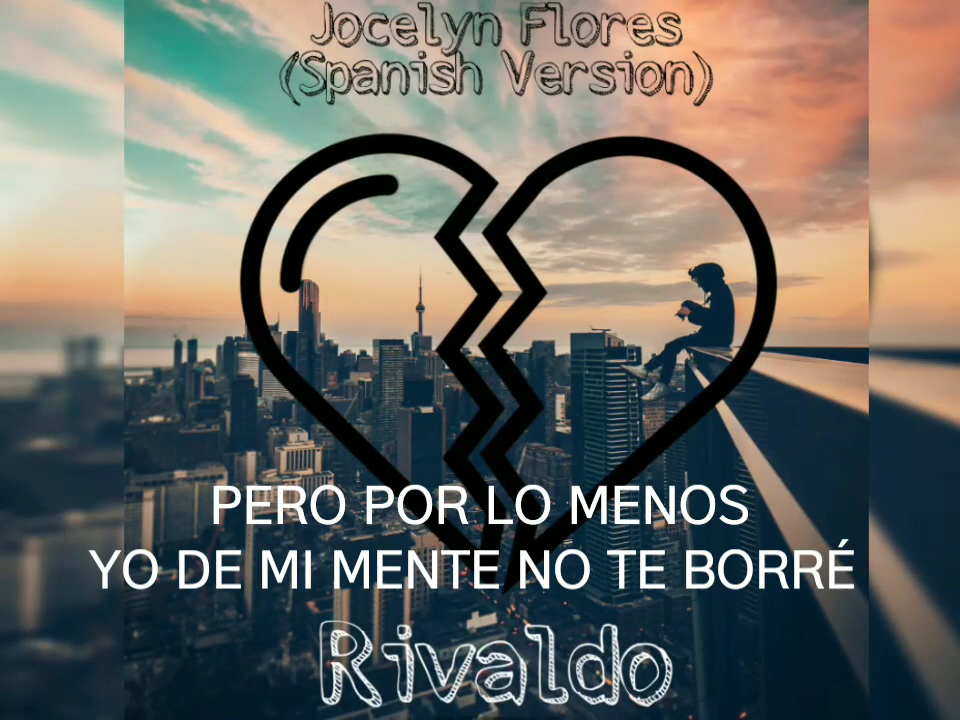 Jocelyn Flores
(Spanish Version)
PERO POR LO MENOS
YO DE MI MENTE NO TE BORRÉ
Rivaldo